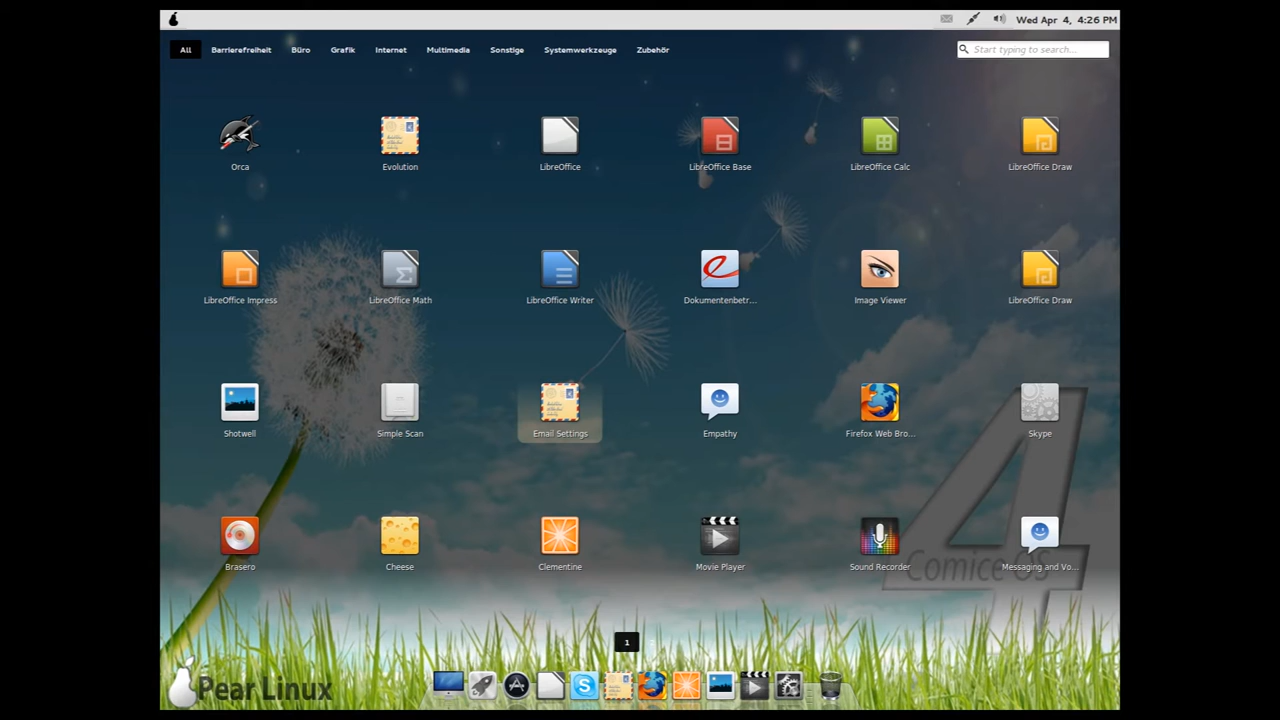 Wed Apr 4, 4:26 PM
All Barrierefreiheit Büro Grafik Internet Multimedia Sonstige Systemwerkzeuge Zubehör Start typing to search...
Orca Evolution LibreOffice LibreOffice Base LibreOffice Calc LibreOffice Draw
LibreOffice Impress LibreOffice Math LibreOffice Writer Dokumentenbetr... Image Viewer LibreOffice Draw
Shotwell Simple Scan Email Settings Empathy Firefox Web Bro... Skype
4
Brasero Cheese Clementine Movie Player Sound Recorder Messaging and Vo...
Comice OS
1
Pear Linux